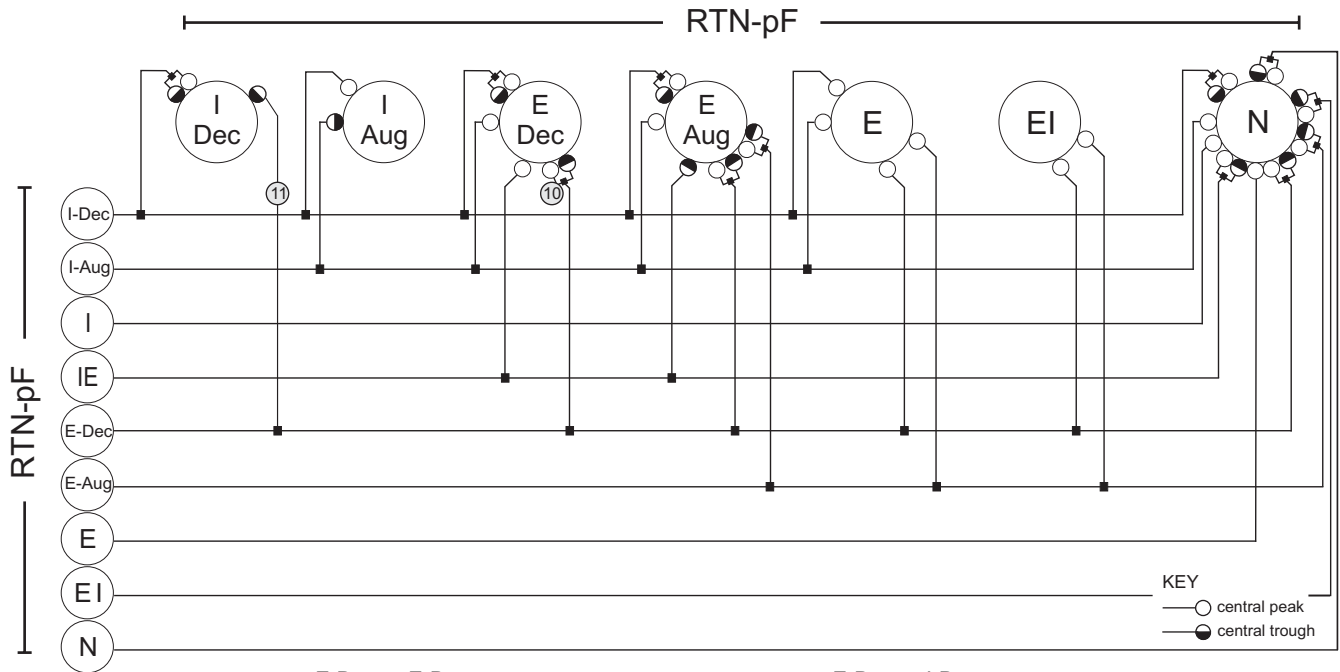 RTN-pF
I
Dec
I
Aug
E
Dec
E
Aug
E
EI
N
11
10
RTN-pF
I-Dec
I-Aug
I
IE
E-Dec
E-Aug
E
EI
N
KEY
central peak
central trough